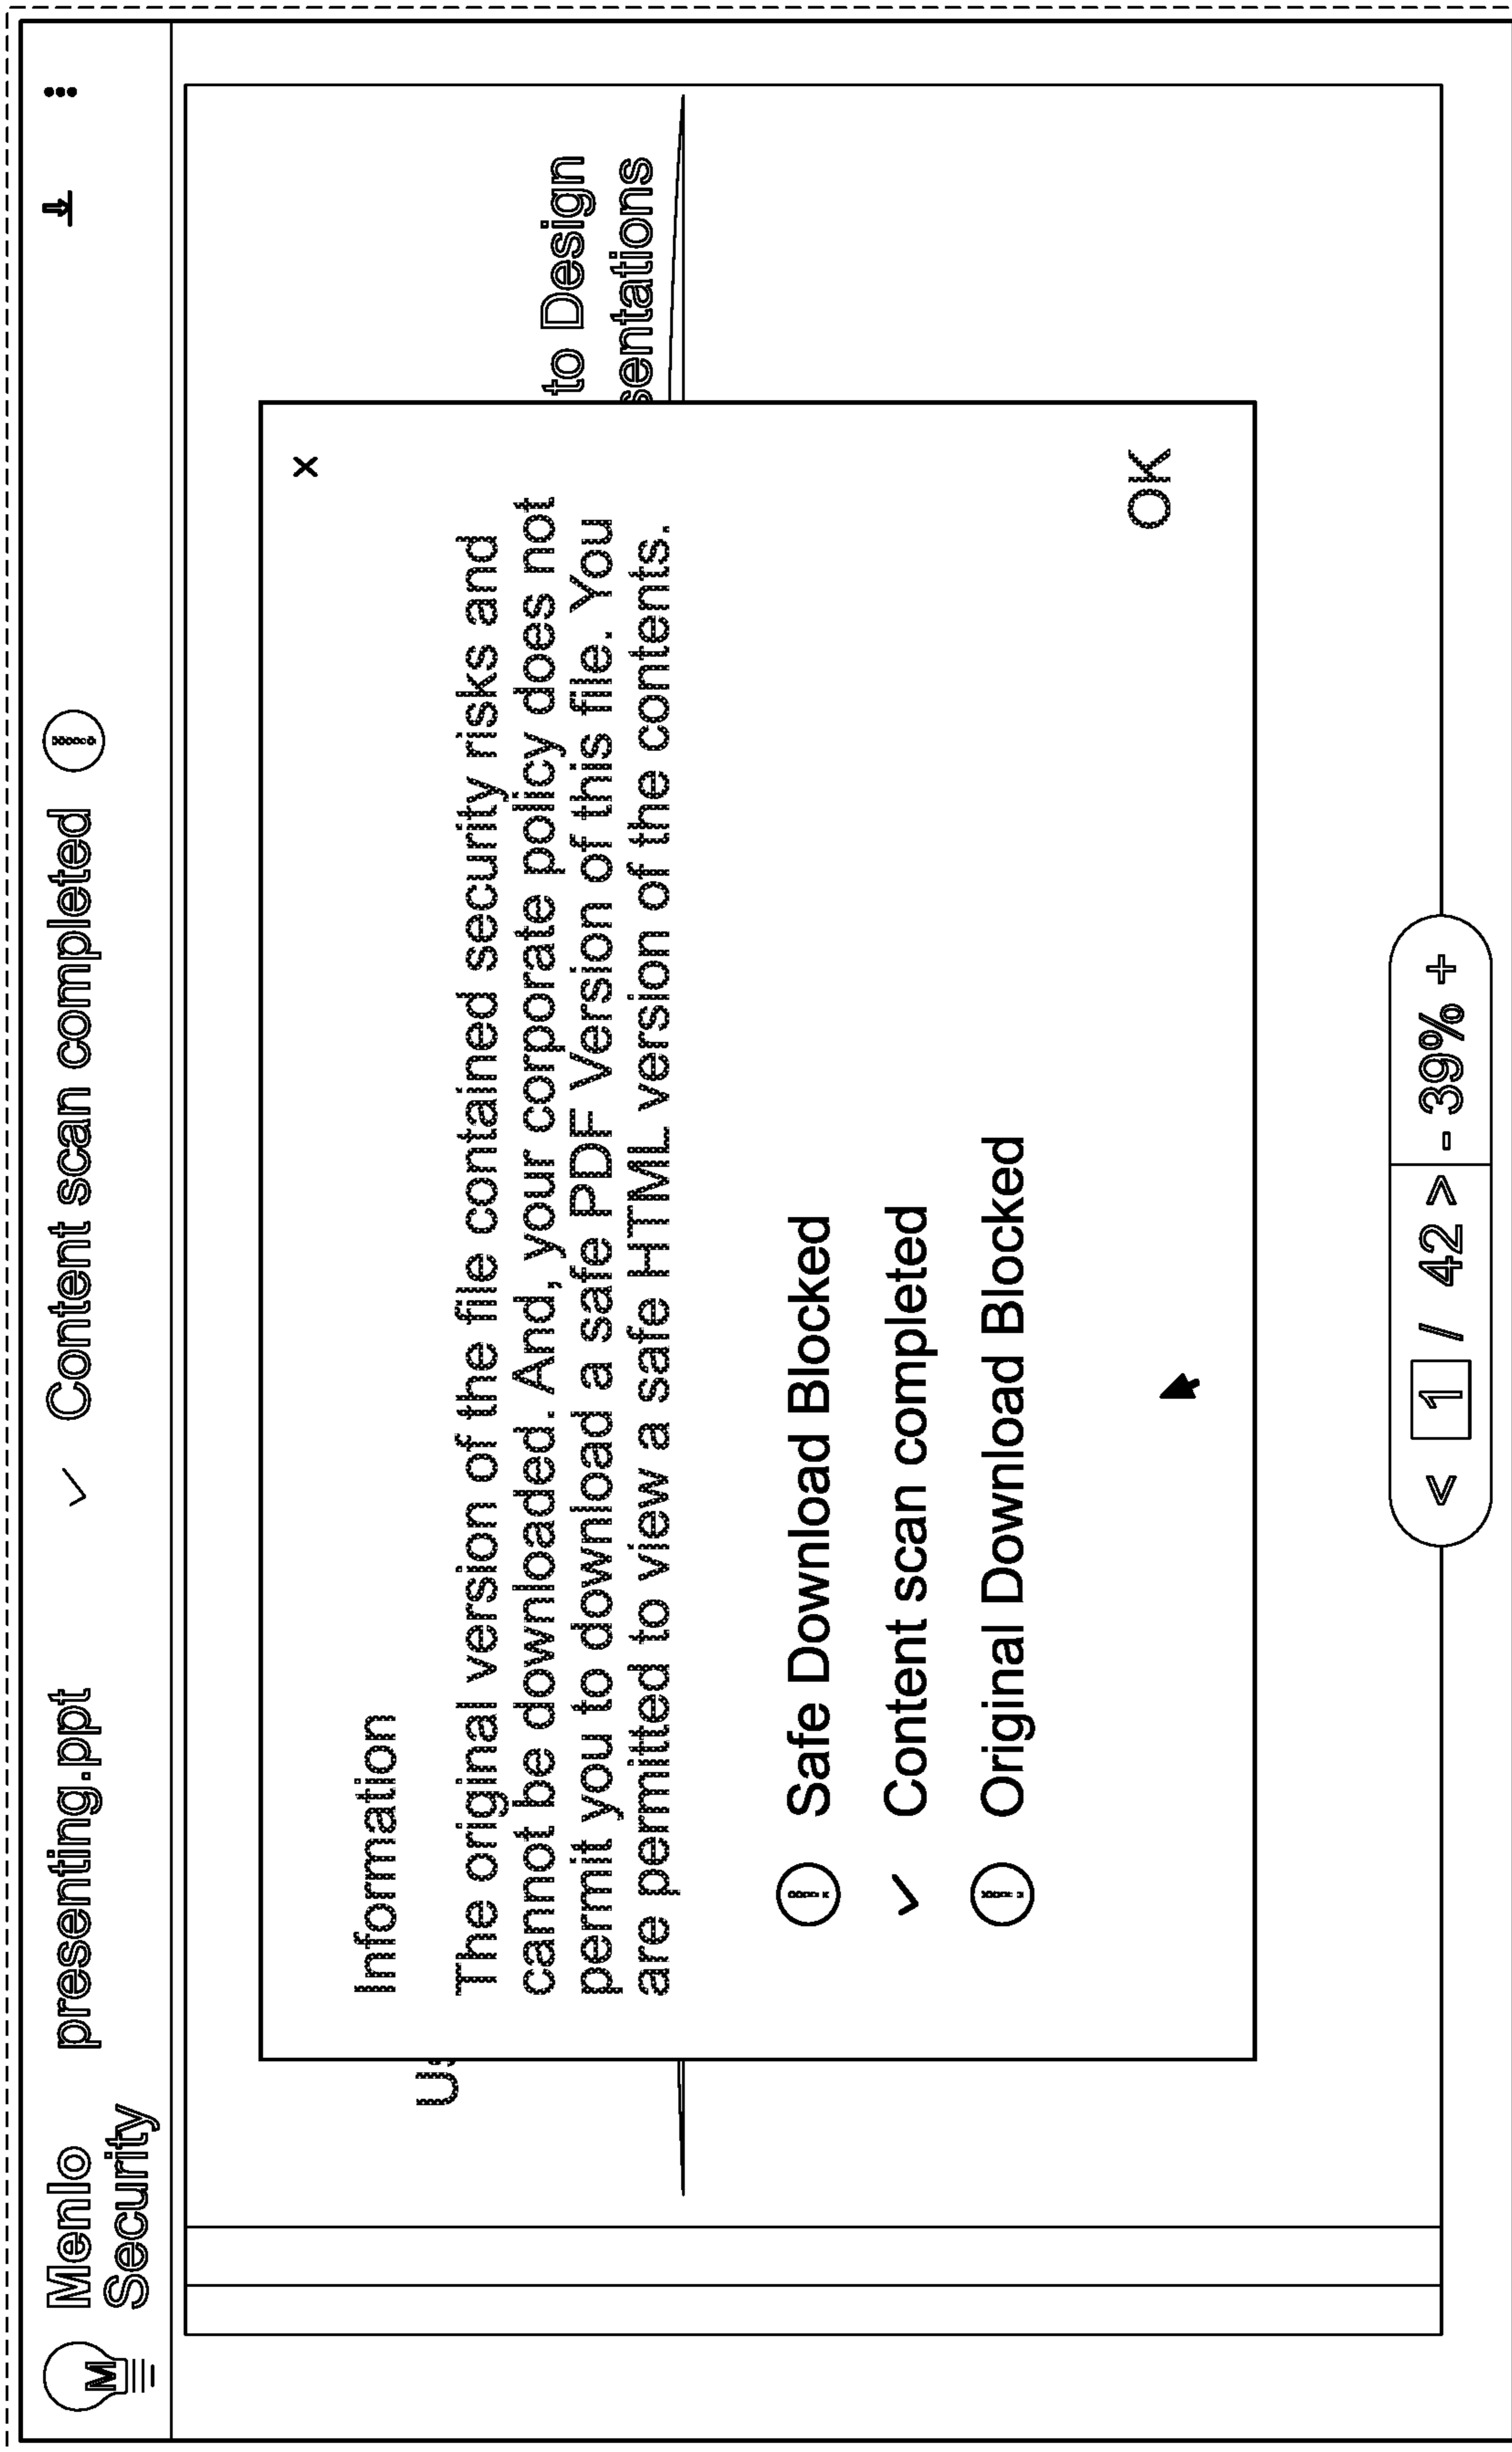 M
Menlo
Security
presenting.ppt
✓ Content scan completed
to Design
sentations
Information
x
The original version of the file contained security risks and
cannot be downloaded. And, your corporate policy does not
permit you to download a safe PDF Version of this file. You
are permitted to view a safe HTML version of the contents.
Safe Download Blocked
✓ Content scan completed
Original Download Blocked
OK
< 1 / 42 > - 39% +